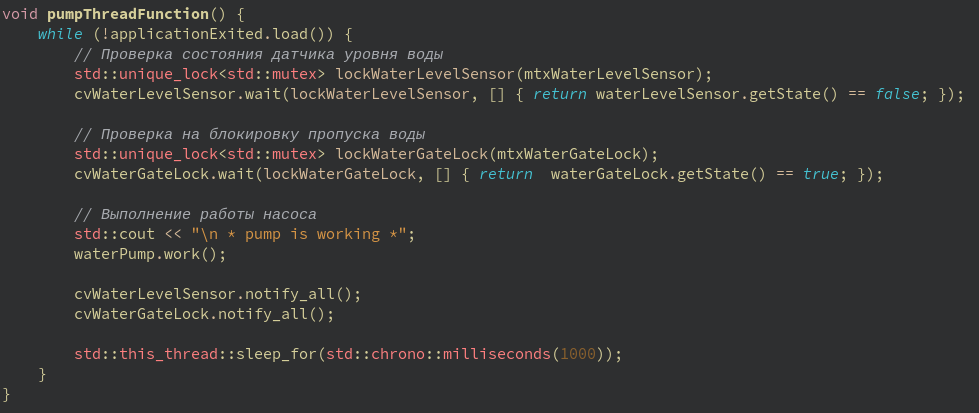 void pumpThreadFunction() {
    while (!applicationExited.load()) {
        // Проверка состояния датчика уровня воды
        std::unique_lock<std::mutex> lockWaterLevelSensor(mtxWaterLevelSensor);
        cvWaterLevelSensor.wait(lockWaterLevelSensor, [] { return waterLevelSensor.getState() == false; });

        // Проверка на блокировку пропуска воды
        std::unique_lock<std::mutex> lockWaterGateLock(mtxWaterGateLock);
        cvWaterGateLock.wait(lockWaterGateLock, [] { return  waterGateLock.getState() == true; });

        // Выполнение работы насоса
        std::cout << "\n * pump is working *";
        waterPump.work();

        cvWaterLevelSensor.notify_all();
        cvWaterGateLock.notify_all();

        std::this_thread::sleep_for(std::chrono::milliseconds(1000));
    }
}